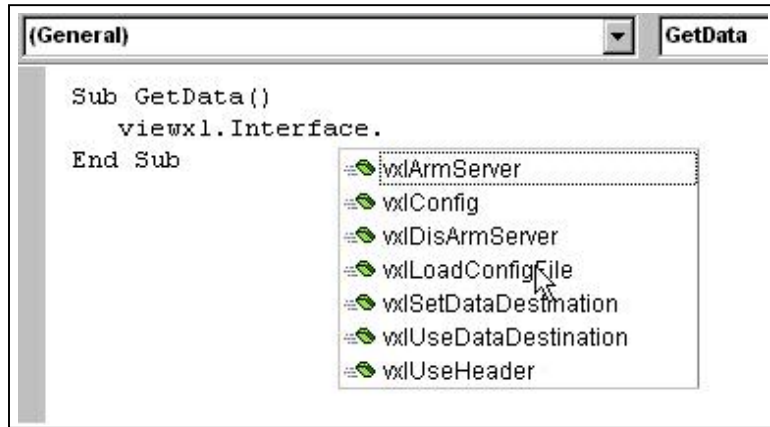 (General) GetData
Sub GetData()
viewxl.Interface.
End Sub
vxlArmServer
vxlConfig
vxlDisArmServer
vxlLoadConfigFile
vxlSetDataDestination
vxlUseDataDestination
vxlUseHeader